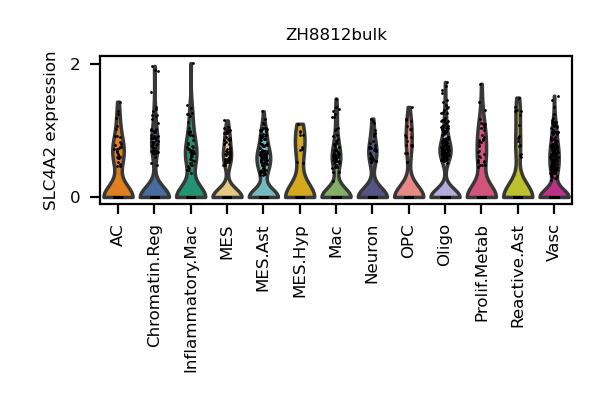 ZH8812bulk
SLC4A2 expression
2
0
AC
Chromatin.Reg
Inflammatory.Mac
MES
MES.Ast
MES.Hyp
Mac
Neuron
OPC
Oligo
Prolif.Metab
Reactive.Ast
Vasc